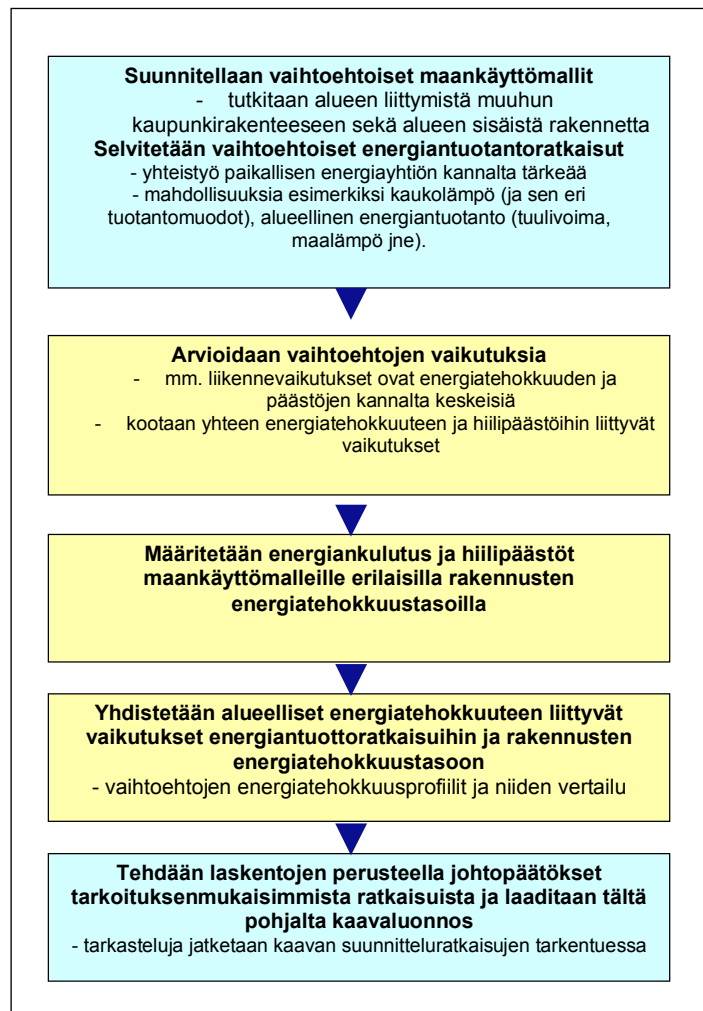 Suunnitellaan vaihtoehtoiset maankäyttömallit
- tutkitaan alueen liittymistä muuhun
kaupunkirakenteeseen sekä alueen sisäistä rakennetta
Selvitetään vaihtoehtoiset energiantuotantoratkaisut
- yhteistyö paikallisen energiayhtiön kannalta tärkeää
- mahdollisuuksia esimerkiksi kaukolämpö (ja sen eri
tuotantomuodot), alueellinen energiantuotanto (tuulivoima,
maalämpö jne).
Arvioidaan vaihtoehtojen vaikutuksia
- mm. liikennevaikutukset ovat energiatehokkuuden ja
päästöjen kannalta keskeisiä
- kootaan yhteen energiatehokkuuteen ja hiilipäästöihin liittyvät
vaikutukset
Määritetään energiankulutus ja hiilipäästöt
maankäyttömalleille erilaisilla rakennusten
energiatehokkuustasoilla
Yhdistetään alueelliset energiatehokkuuteen liittyvät
vaikutukset energiantuottoratkaisuihin ja rakennusten
energiatehokkuustasoon
- vaihtoehtojen energiatehokkuusprofiilit ja niiden vertailu
Tehdään laskentojen perusteella johtopäätökset
tarkoituksenmukaisimmista ratkaisuista ja laaditaan tältä
pohjalta kaavaluonnos
- tarkasteluja jatketaan kaavan suunnitteluratkaisujen tarkentuessa